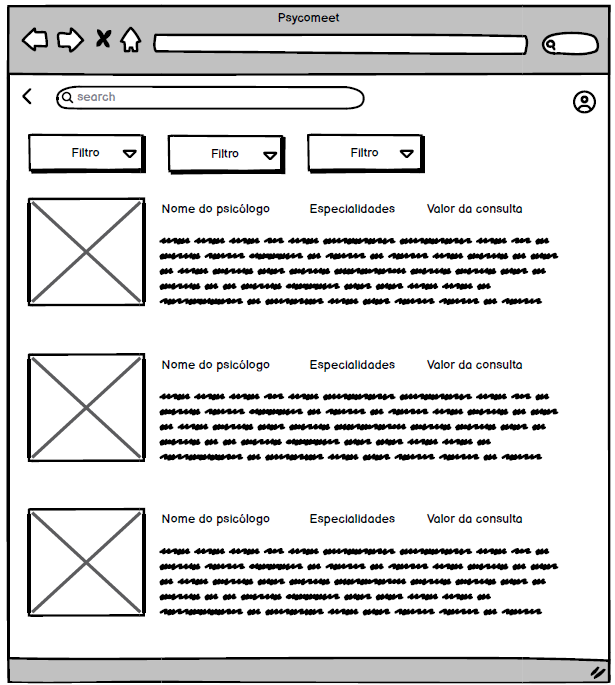 Psycomeet
search
Filtro Filtro Filtro
Nome do psicólogo Especialidades Valor da consulta
Nome do psicólogo Especialidades Valor da consulta
Nome do psicólogo Especialidades Valor da consulta